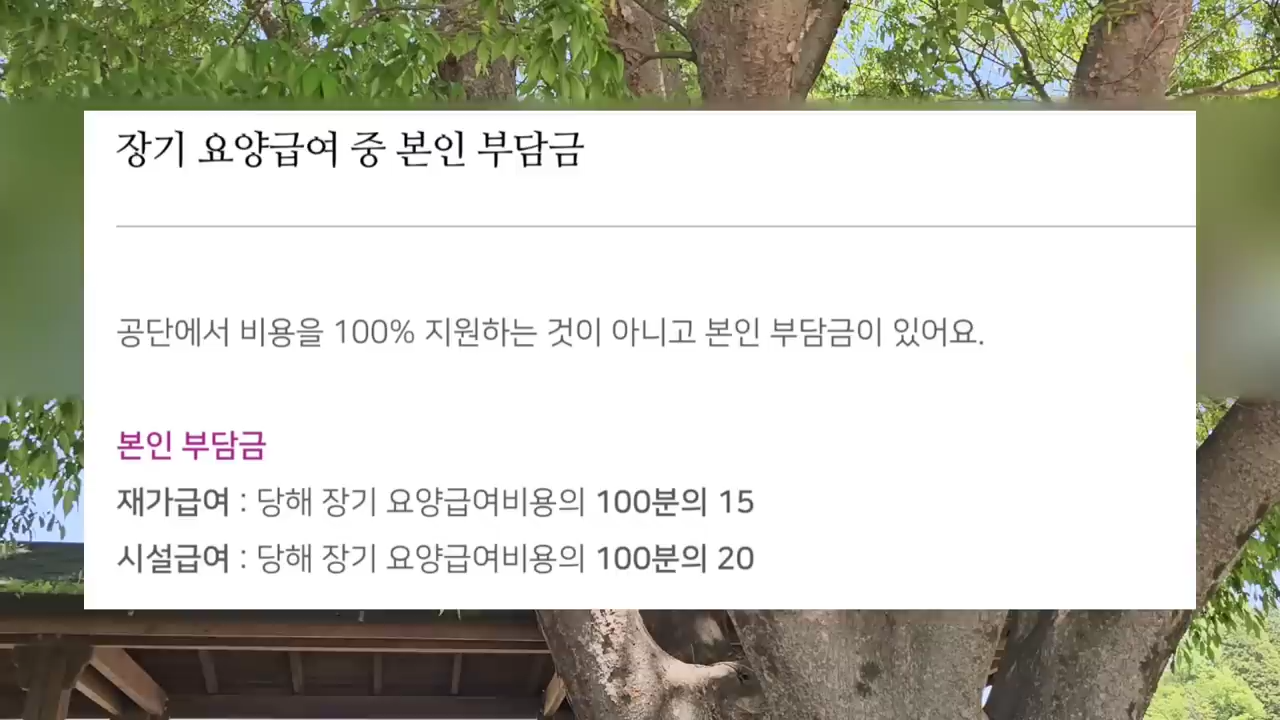 장기 요양급여 중 본인 부담금
공단에서 비용을 100% 지원하는 것이 아니고 본인 부담금이 있어요.
본인 부담금
재가급여 : 당해 장기 요양급여비용의 100분의 15
시설급여 : 당해 장기 요양급여비용의 100분의 20